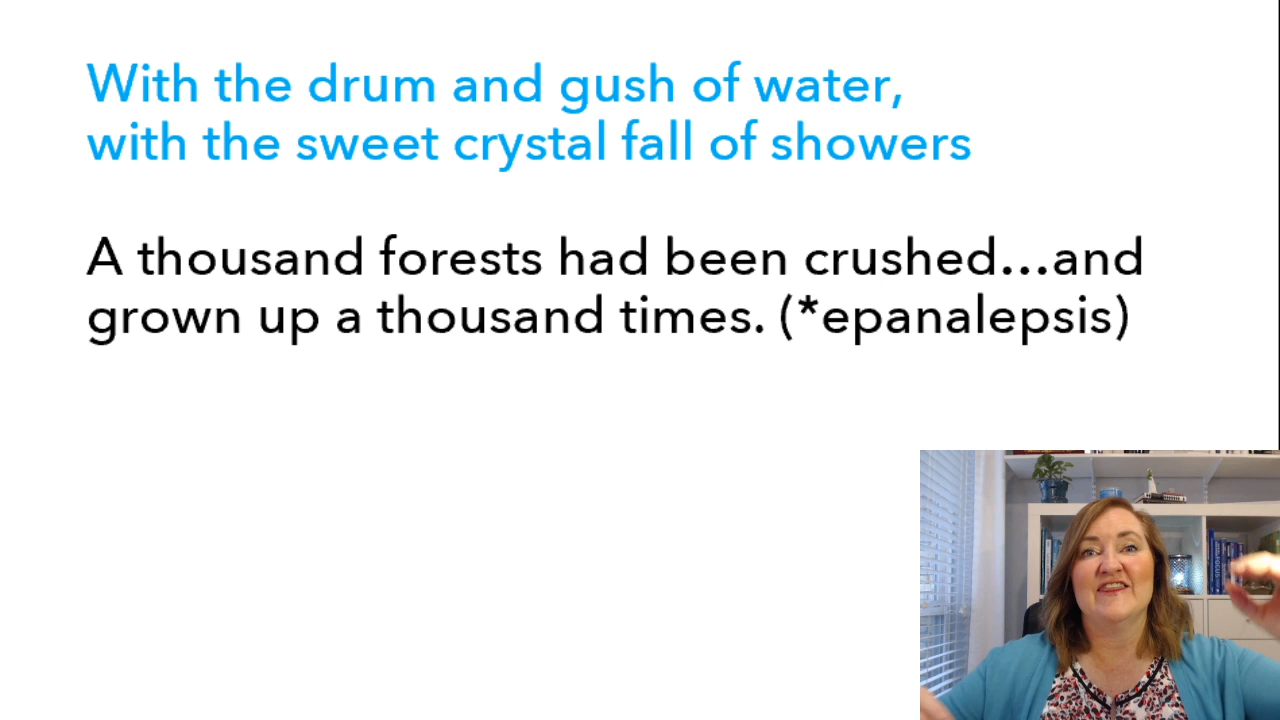 With the drum and gush of water,
with the sweet crystal fall of showers
A thousand forests had been crushed...and
grown up a thousand times. (*epanalepsis)